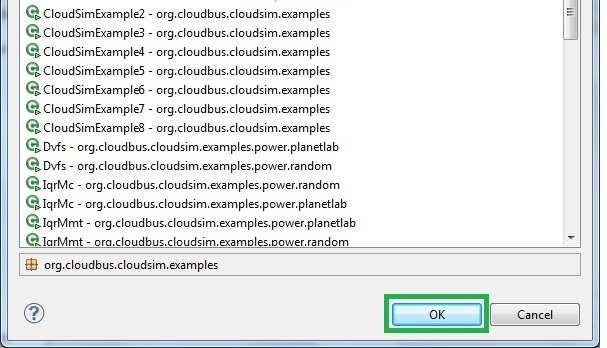 CloudSimExample2 - org.cloudbus.cloudsim.examples
CloudSimExample3 - org.cloudbus.cloudsim.examples
CloudSimExample4 - org.cloudbus.cloudsim.examples
CloudSimExample5 - org.cloudbus.cloudsim.examples
CloudSimExample6 - org.cloudbus.cloudsim.examples
CloudSimExample7 - org.cloudbus.cloudsim.examples
CloudSimExample8 - org.cloudbus.cloudsim.examples
Dvfs - org.cloudbus.cloudsim.examples.power.planetlab
Dvfs - org.cloudbus.cloudsim.examples.power.random
IqrMc - org.cloudbus.cloudsim.examples.power.random
IqrMc - org.cloudbus.cloudsim.examples.power.planetlab
IqrMmt - org.cloudbus.cloudsim.examples.power.planetlab
IqrMmt - org.cloudbus.cloudsim.examples.power.random
org.cloudbus.cloudsim.examples
OK Cancel